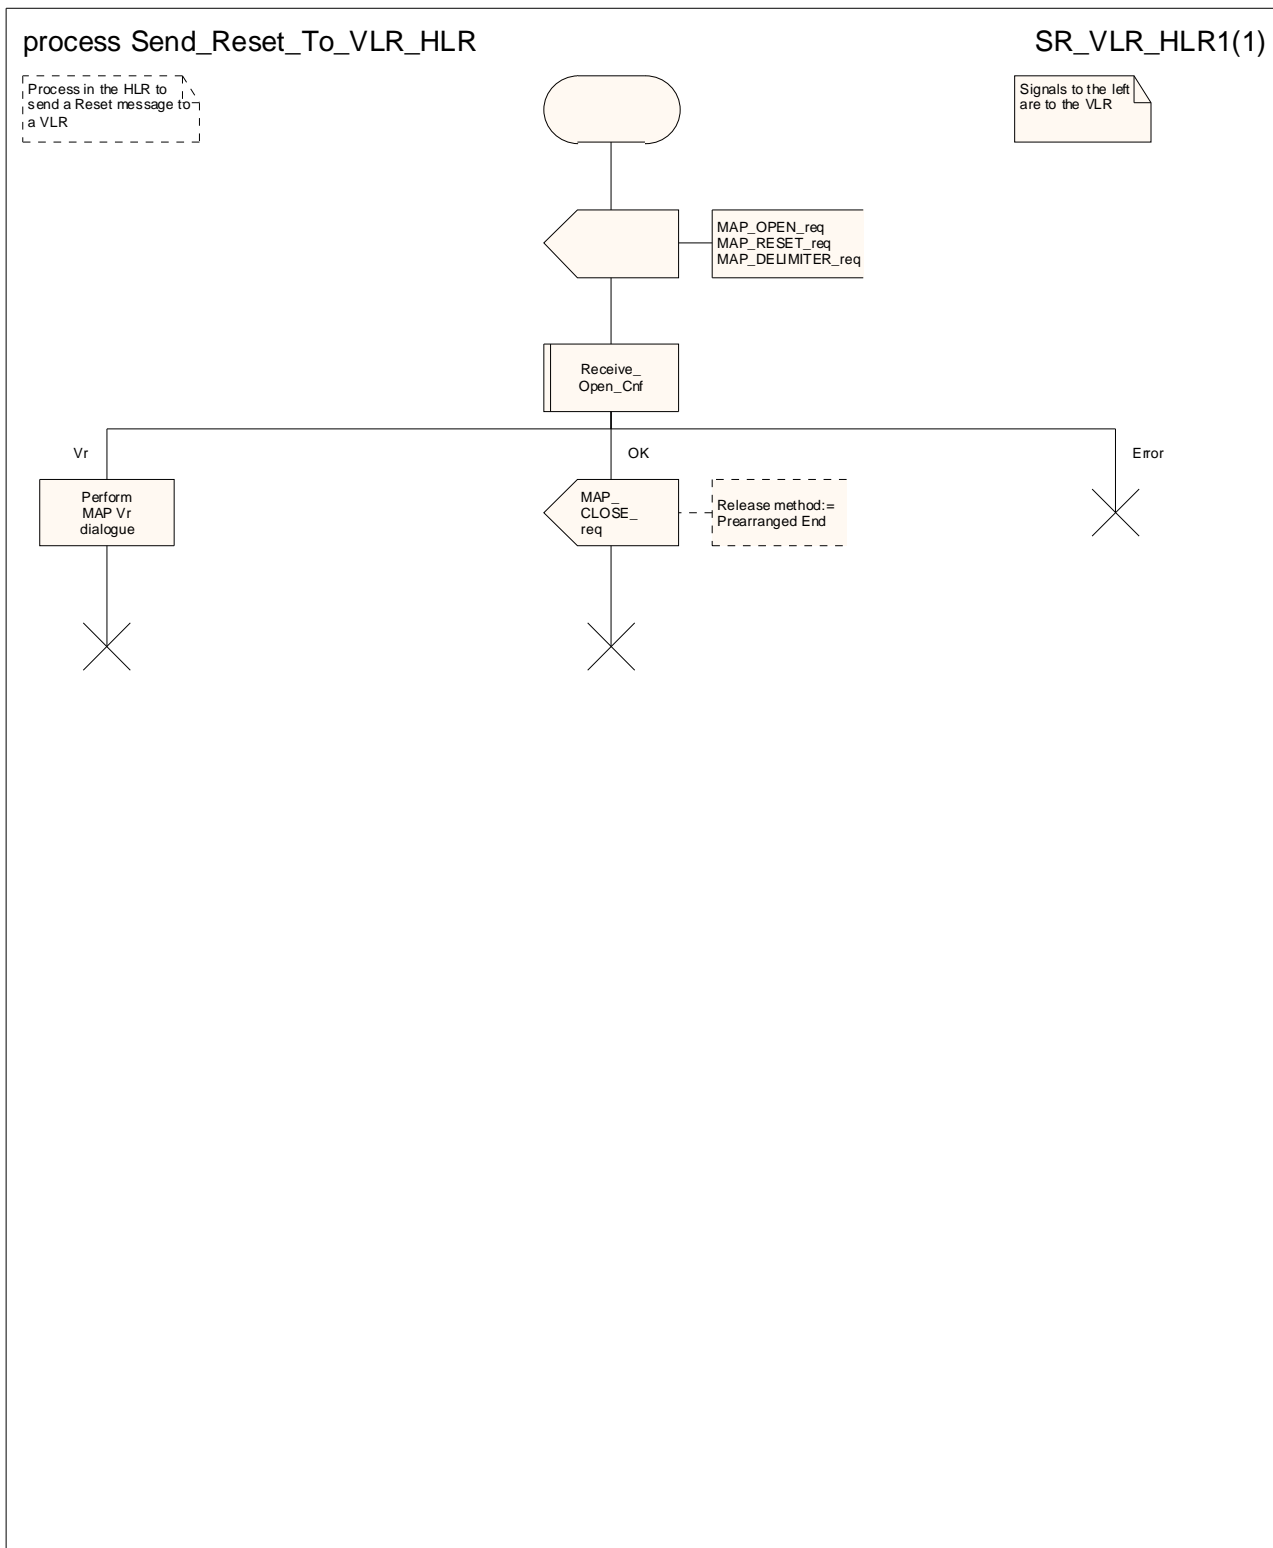 process Send_Reset_To_VLR_HLR
SR_VLR_HLR1(1)
Process in the HLR to
send a Reset message to
a VLR
Signals to the left
are to the VLR
MAP_OPEN_req
MAP_RESET_req
MAP_DELIMITER_req
Receive_
Open_Cnf
Vr
OK
Error
Perform
MAP Vr
dialogue
MAP_
CLOSE_
req
Release method:=
Prearranged End